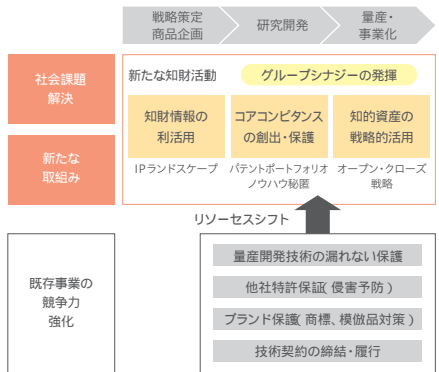 戦略策定
商品企画
研究開発
量産・
事業化
社会課題
解決
新たな
取組み
新たな知財活動
グループシナジーの発揮
知財情報の
利活用
コアコンピタンス
の創出・保護
知的資産の
戦略的活用
IPランドスケープ
パテントポートフォリオ
ノウハウ秘匿
オープン・クローズ
戦略
リソーセスシフト
既存事業の
競争力
強化
量産開発技術の漏れない保護
他社特許保証(侵害予防)
ブランド保護(商標、模倣品対策)
技術契約の締結・履行